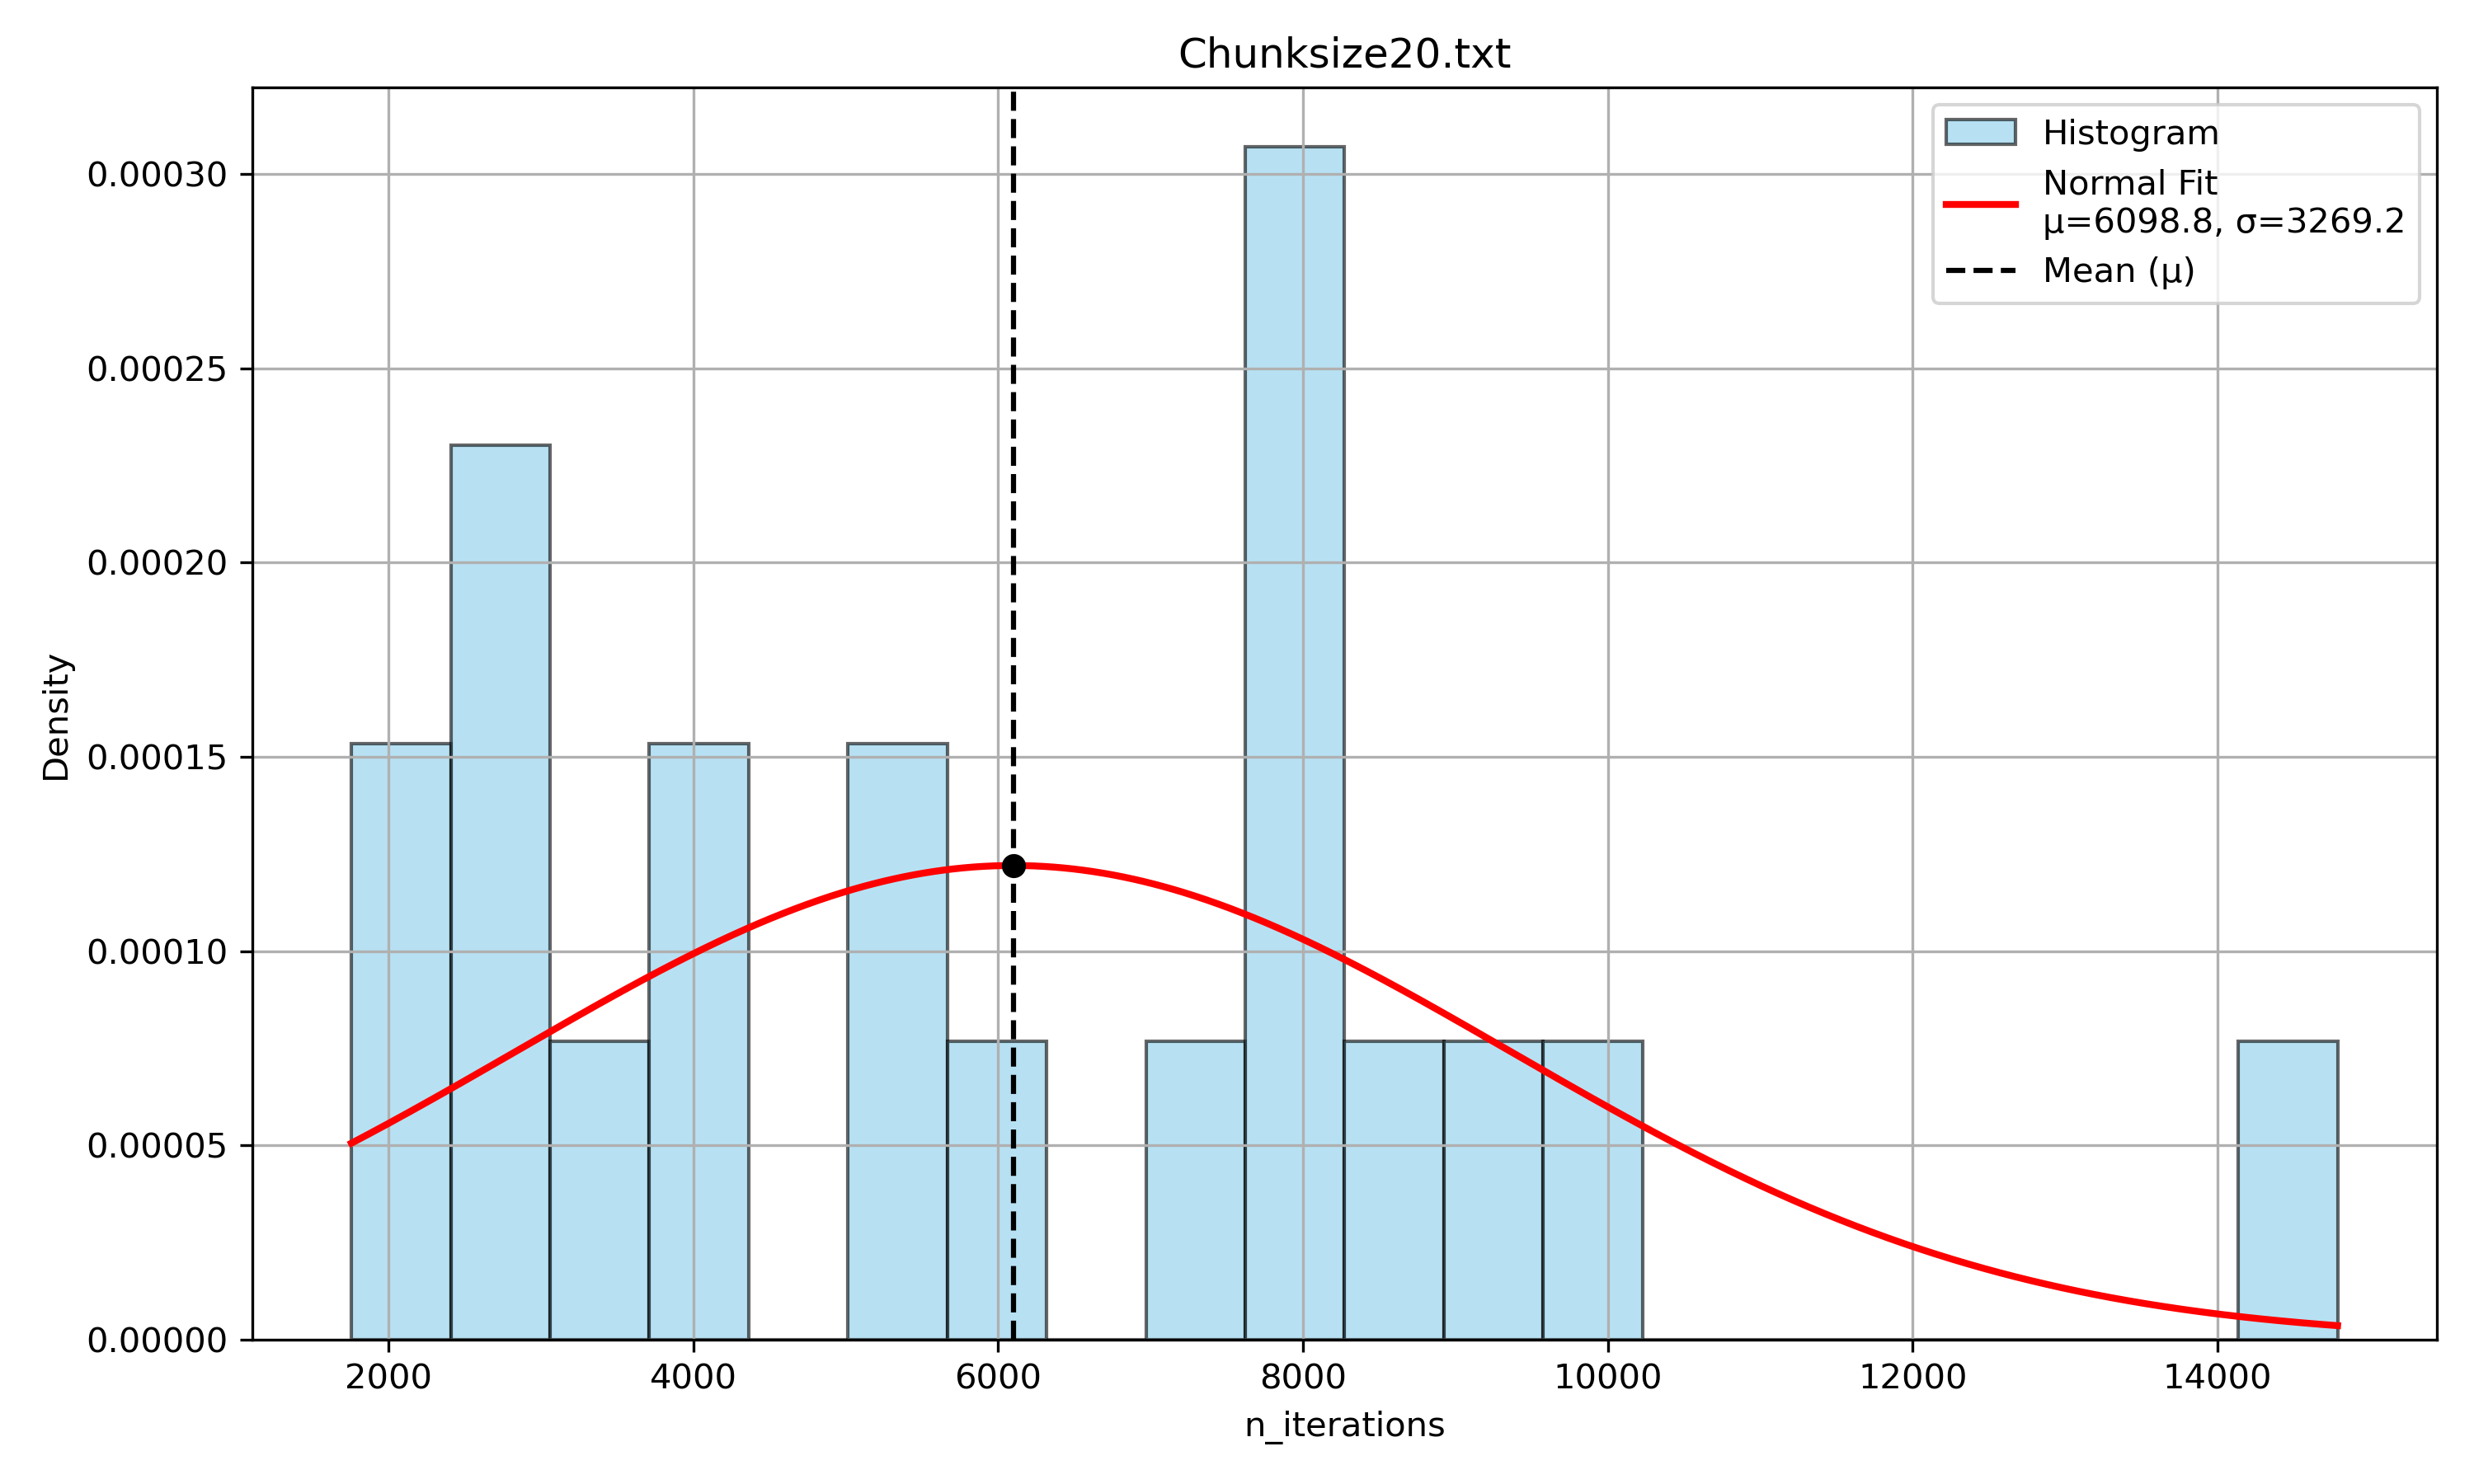 Chunksize20.txt
Histogram
Normal Fit
μ=6098.8, σ=3269.2
Mean (μ)
Density
0.00030
0.00025
0.00020
0.00015
0.00010
0.00005
0.00000
2000 4000 6000 8000 10000 12000 14000
n_iterations